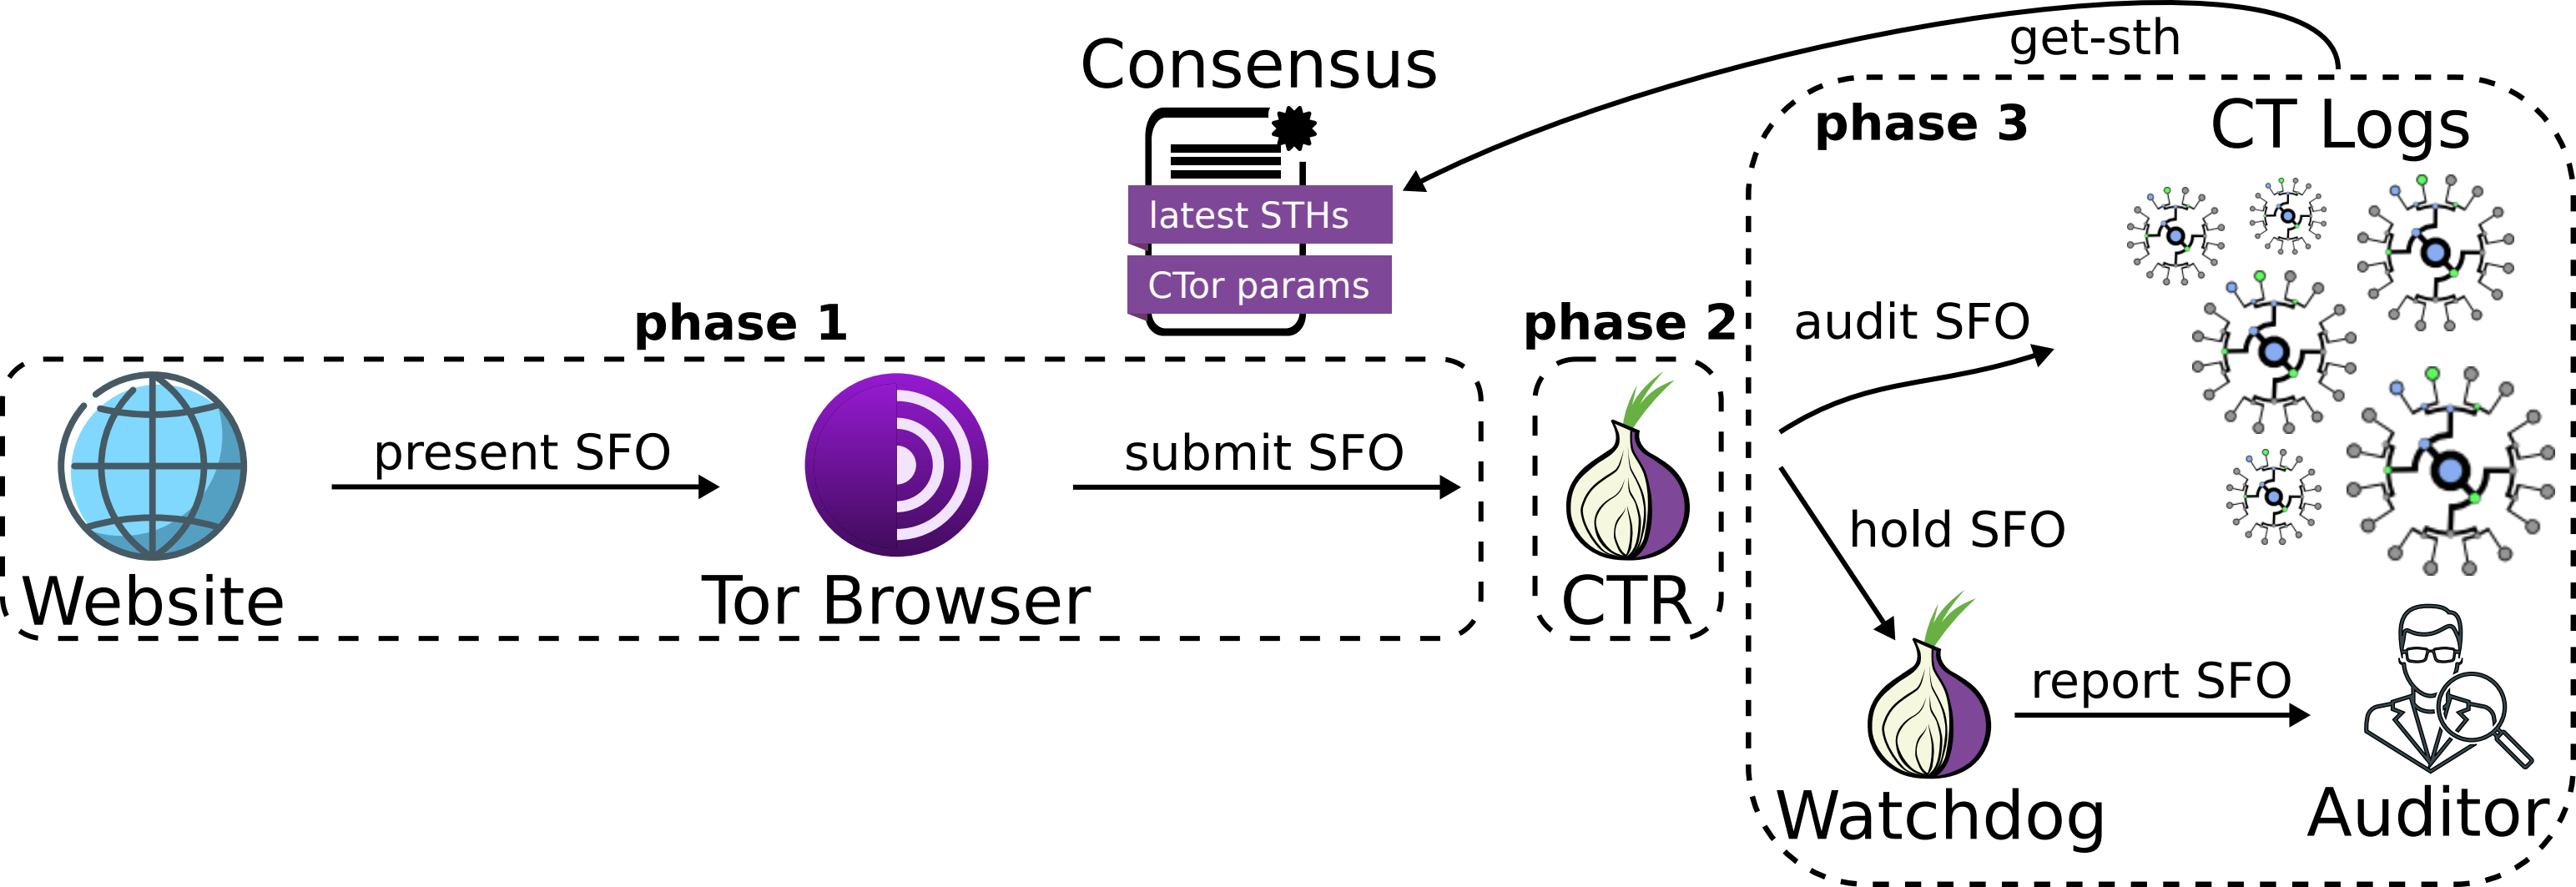 get-sth
Consensus
phase 3
CT Logs
latest STHs
CTor params
phase 1
phase 2
audit SFO
present SFO
submit SFO
hold SFO
Website
Tor Browser
CTR
report SFO
Watchdog
Auditor